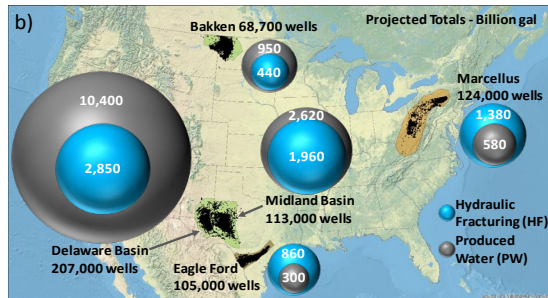 b)
Projected Totals - Billion gal
Bakken 68,700 wells
950
440
Marcellus
124,000 wells
1,380
580
10,400
2,850
2,620
1,960
Midland Basin
113,000 wells
Delaware Basin
207,000 wells
Eagle Ford
105,000 wells
860
300
Hydraulic
Fracturing (HF)
Produced
Water (PW)